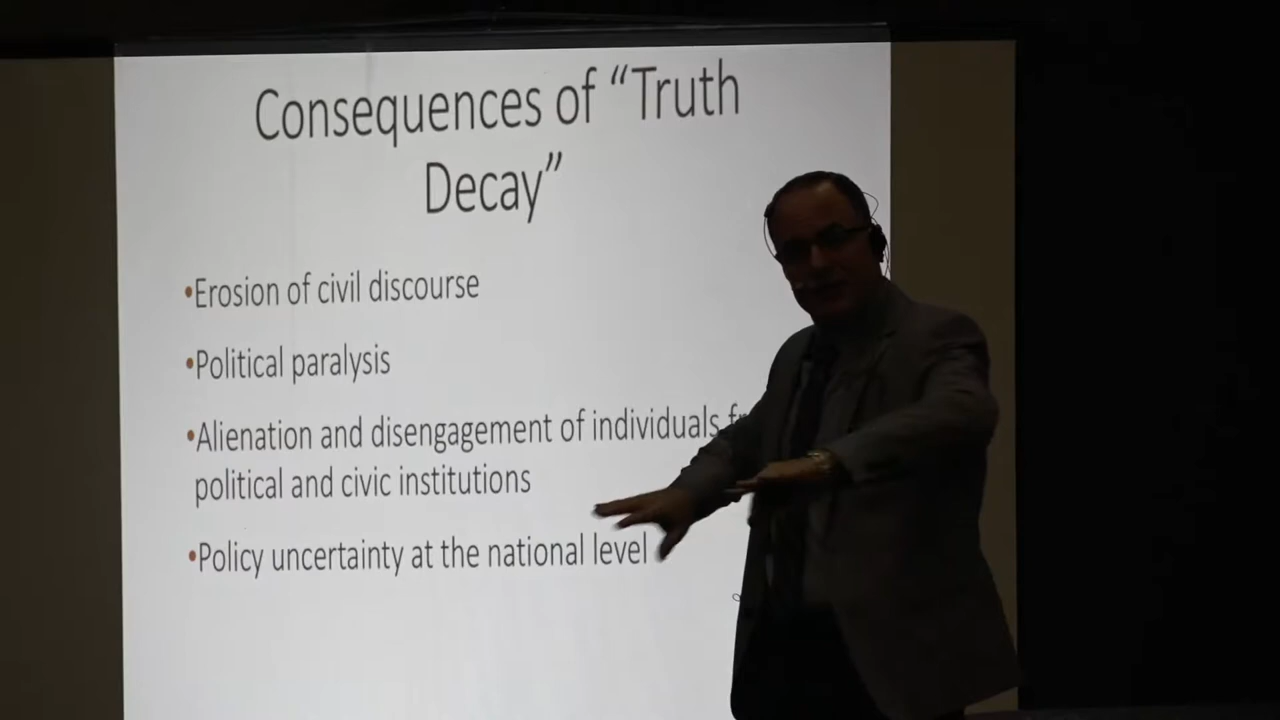 Consequences of “Truth
Decay”
•Erosion of civil discourse
•Political paralysis
•Alienation and disengagement of individuals
political and civic institutions
•Policy uncertainty at the national level